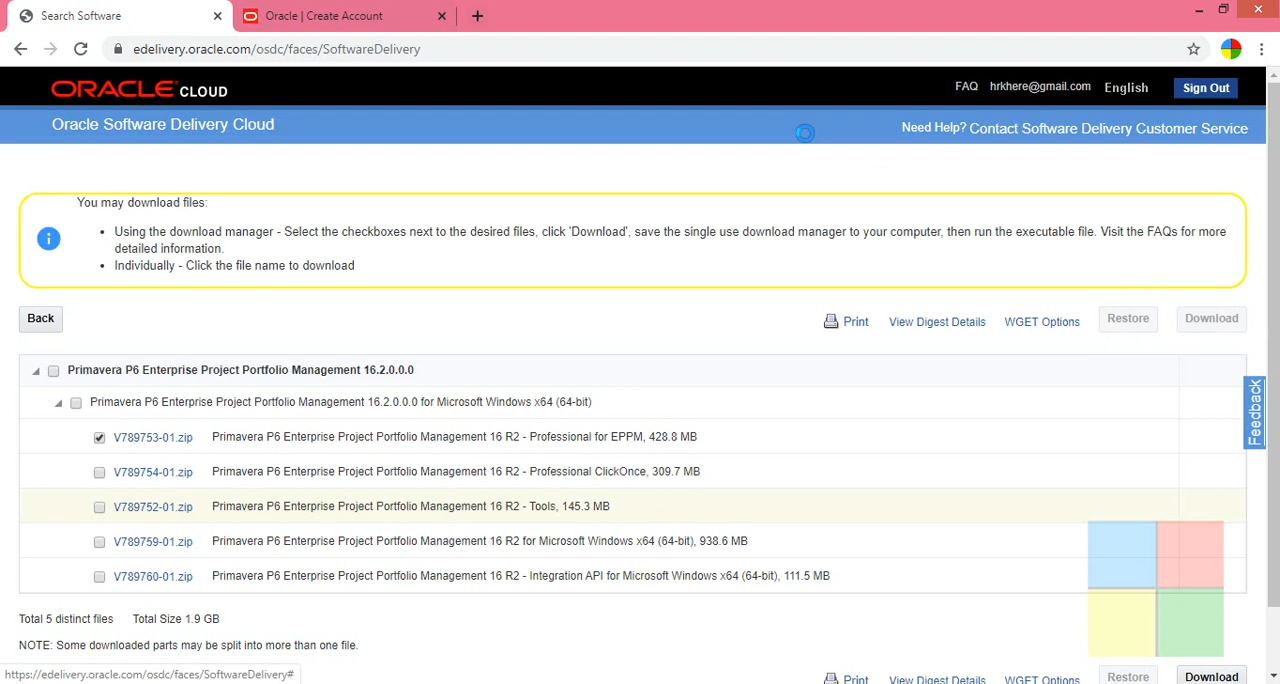 Search Software
Oracle | Create Account
edelivery.oracle.com/osdc/faces/SoftwareDelivery
ORACLE CLOUD
FAQ hrkhere@gmail.com English Sign Out
Oracle Software Delivery Cloud
Need Help? Contact Software Delivery Customer Service
You may download files:
• Using the download manager - Select the checkboxes next to the desired files, click 'Download', save the single use download manager to your computer, then run the executable file. Visit the FAQs for more
detailed information.
• Individually - Click the file name to download
Back
Print View Digest Details WGET Options Restore Download
Primavera P6 Enterprise Project Portfolio Management 16.2.0.0.0
Primavera P6 Enterprise Project Portfolio Management 16.2.0.0.0 for Microsoft Windows x64 (64-bit)
V789753-01.zip Primavera P6 Enterprise Project Portfolio Management 16 R2 - Professional for EPPM, 428.8 MB
V789754-01.zip Primavera P6 Enterprise Project Portfolio Management 16 R2 - Professional ClickOnce, 309.7 MB
V789752-01.zip Primavera P6 Enterprise Project Portfolio Management 16 R2 - Tools, 145.3 MB
V789759-01.zip Primavera P6 Enterprise Project Portfolio Management 16 R2 for Microsoft Windows x64 (64-bit), 938.6 MB
V789760-01.zip Primavera P6 Enterprise Project Portfolio Management 16 R2 - Integration API for Microsoft Windows x64 (64-bit), 111.5 MB
Feedback
Total 5 distinct files Total Size 1.9 GB
NOTE: Some downloaded parts may be split into more than one file.
https://edelivery.oracle.com/osdc/faces/SoftwareDelivery#
Print View Digest Details WGET Options Restore Download